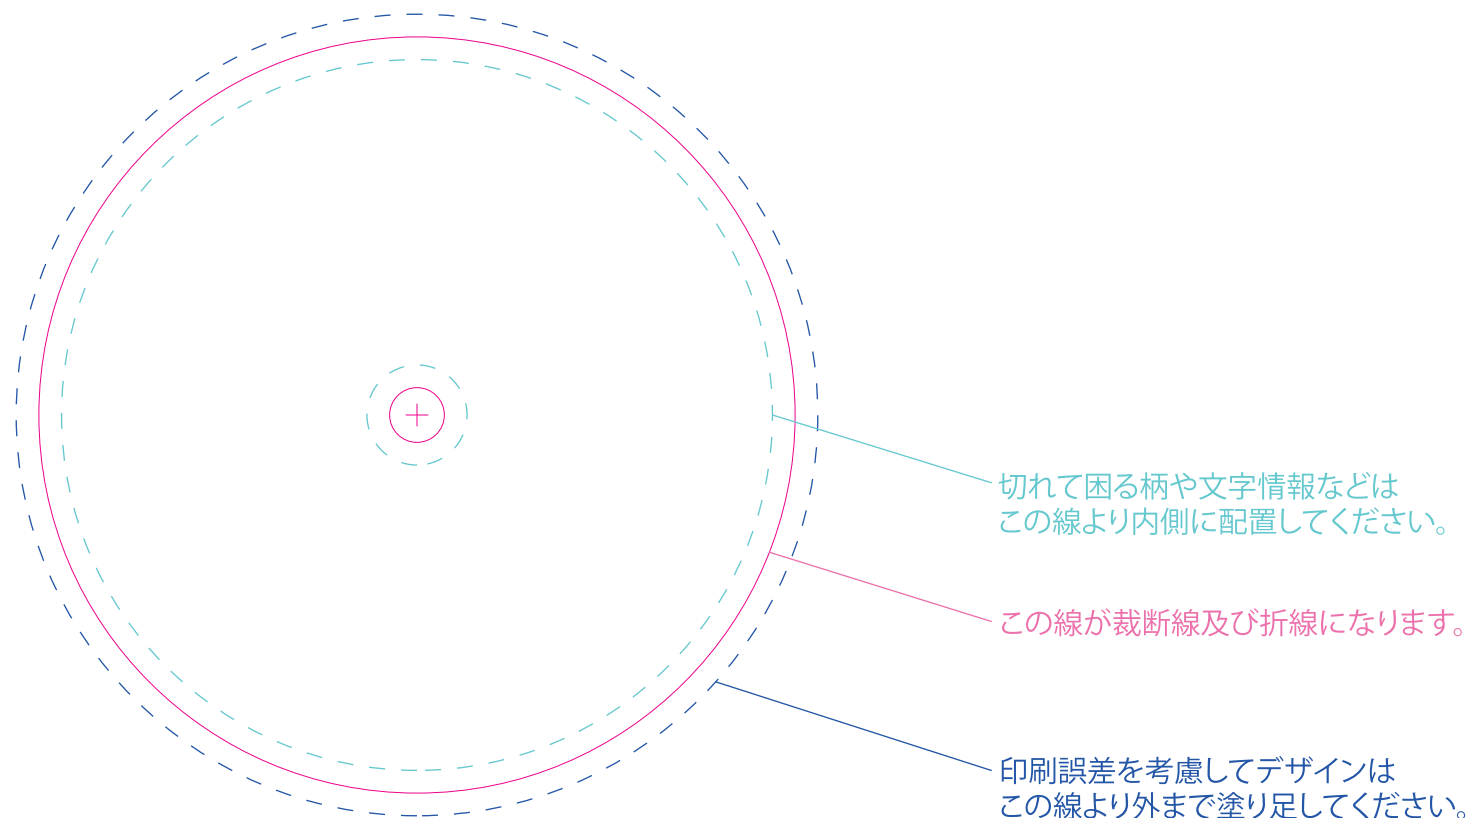 切れて困る柄や文字情報などは
この線より内側に配置してください。
この線が裁断線及び折線になります。
印刷誤差を考慮してデザインは
この線より外まで塗り足してください。